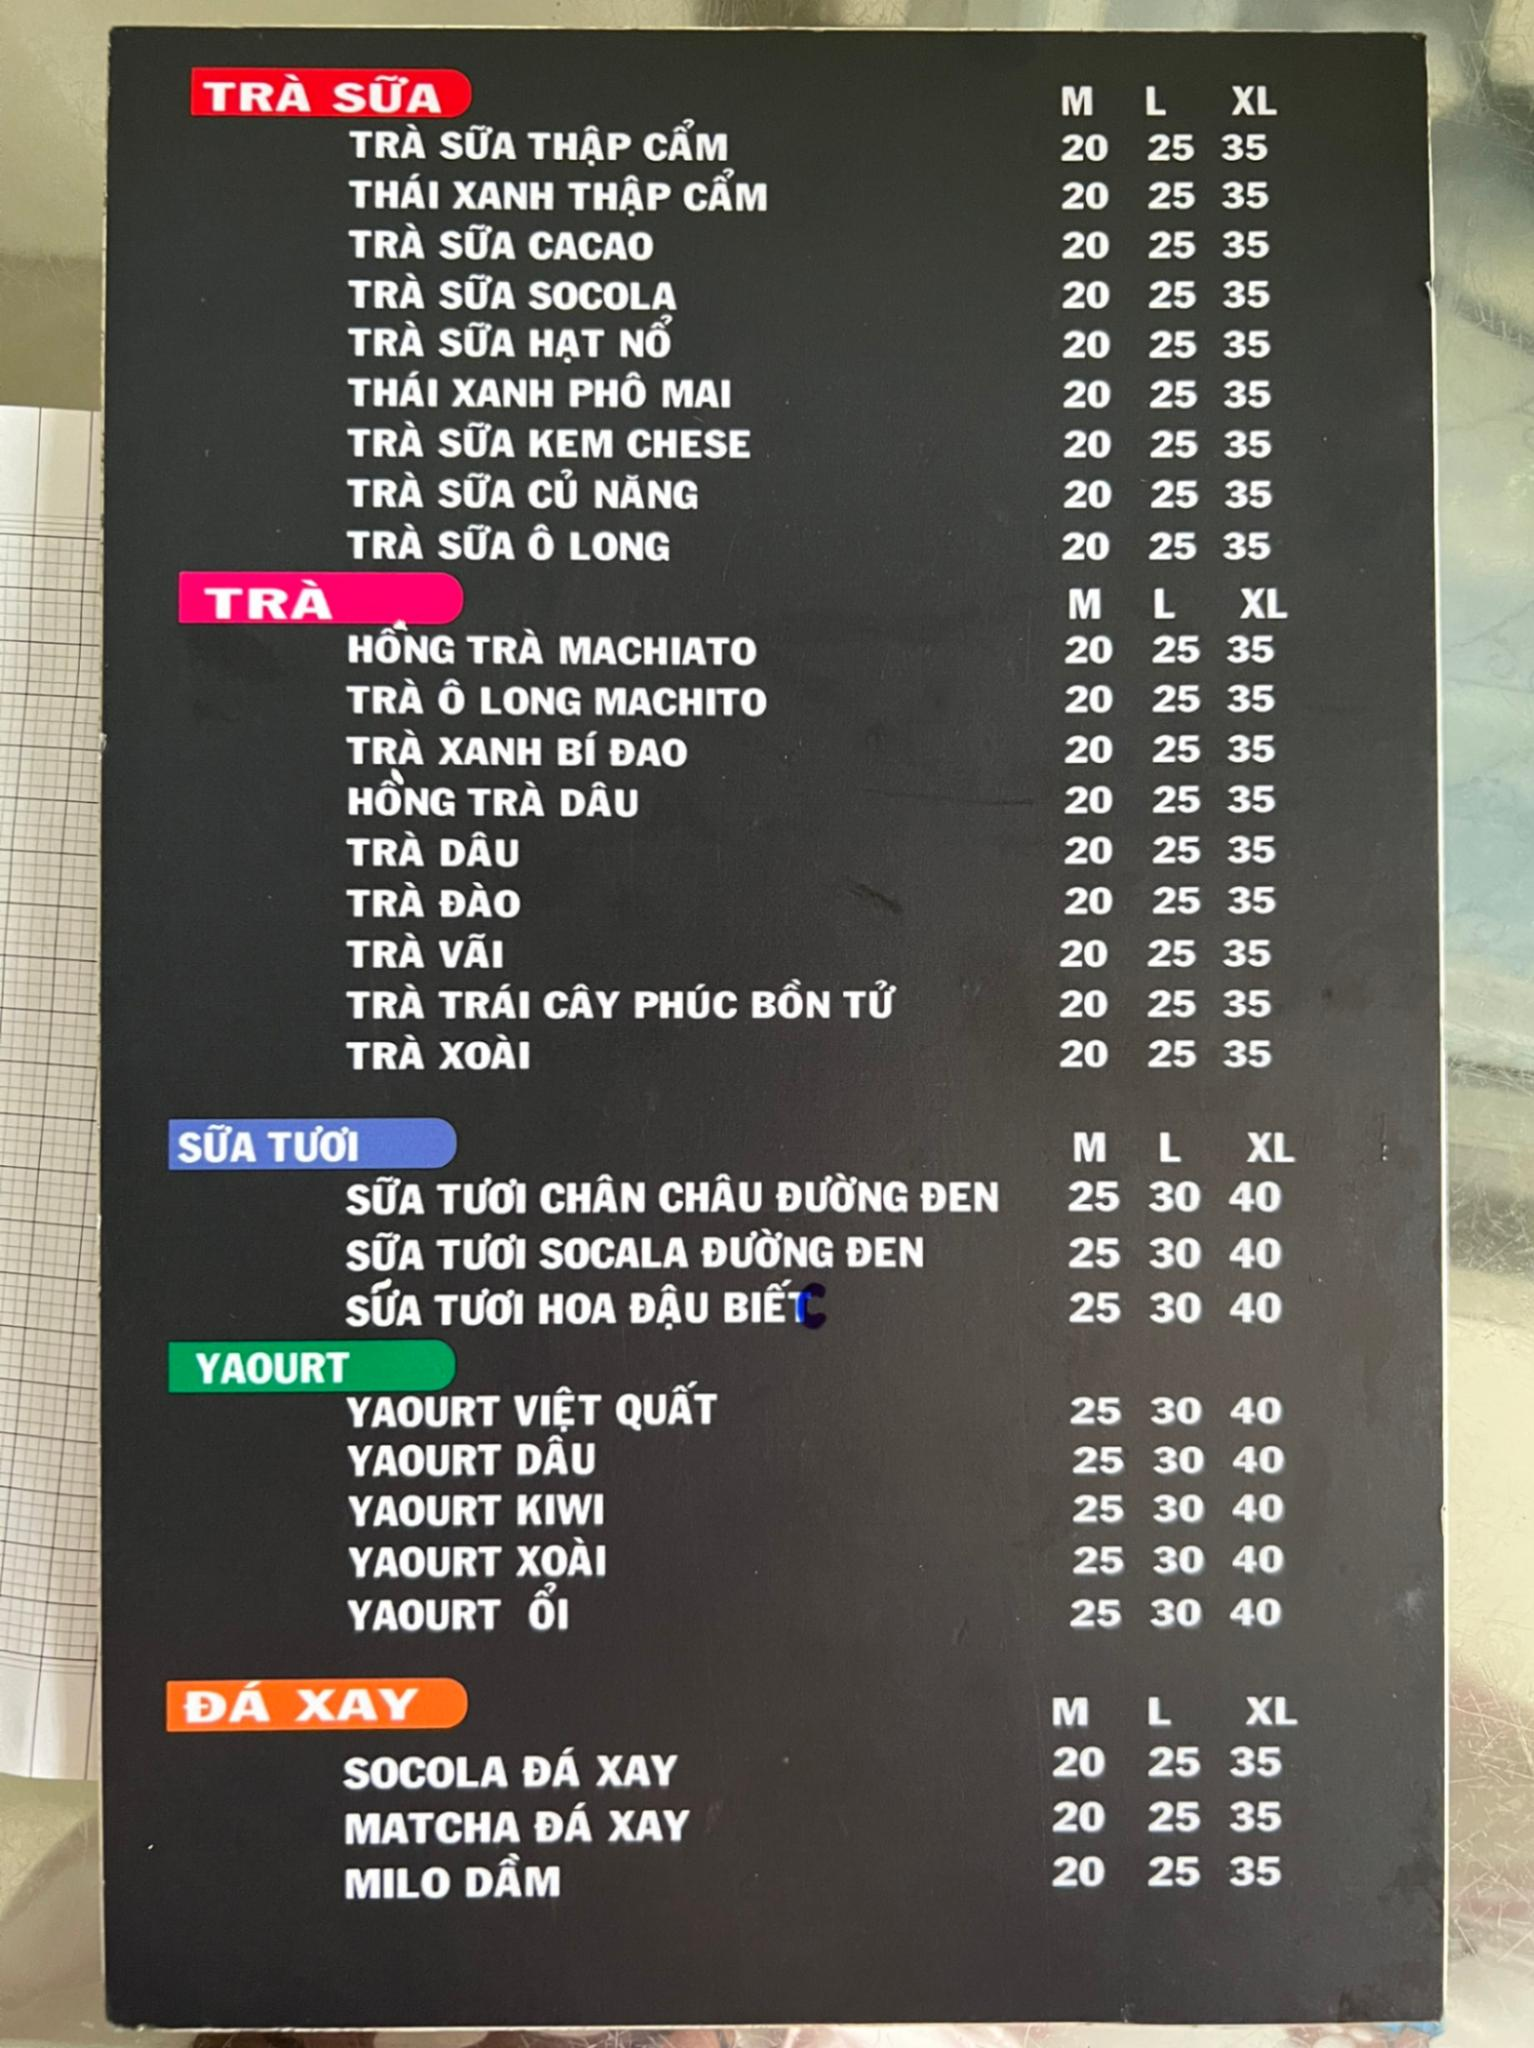 TRÀ SỮA M L XL
TRÀ SỮA THẬP CẨM 20 25 35
THÁI XANH THẬP CẨM 20 25 35
TRÀ SỮA CACAO 20 25 35
TRÀ SỮA SOCOLA 20 25 35
TRÀ SỮA HẠT NỔ 20 25 35
THÁI XANH PHÔ MAI 20 25 35
TRÀ SỮA KEM CHESE 20 25 35
TRÀ SỮA CỦ NĂNG 20 25 35
TRÀ SỮA Ô LONG 20 25 35
TRÀ M L XL
HỒNG TRÀ MACHIATO 20 25 35
TRÀ Ô LONG MACHITO 20 25 35
TRÀ XANH BÍ ĐAO 20 25 35
HỒNG TRÀ DÂU 20 25 35
TRÀ DÂU 20 25 35
TRÀ ĐÀO 20 25 35
TRÀ VÃI 20 25 35
TRÀ TRÁI CÂY PHÚC BỒN TỬ 20 25 35
TRÀ XOÀI 20 25 35
SỮA TƯƠI M L XL
SỮA TƯƠI CHÂN CHÂU ĐƯỜNG ĐEN 25 30 40
SỮA TƯƠI SOCALA ĐƯỜNG ĐEN 25 30 40
SỮA TƯƠI HOA ĐẬU BIẾC 25 30 40
YAOURT
YAOURT VIỆT QUẤT 25 30 40
YAOURT DÂU 25 30 40
YAOURT KIWI 25 30 40
YAOURT XOÀI 25 30 40
YAOURT ỔI 25 30 40
ĐÁ XAY M L XL
SOCOLA ĐÁ XAY 20 25 35
MATCHA ĐÁ XAY 20 25 35
MILO DẦM 20 25 35